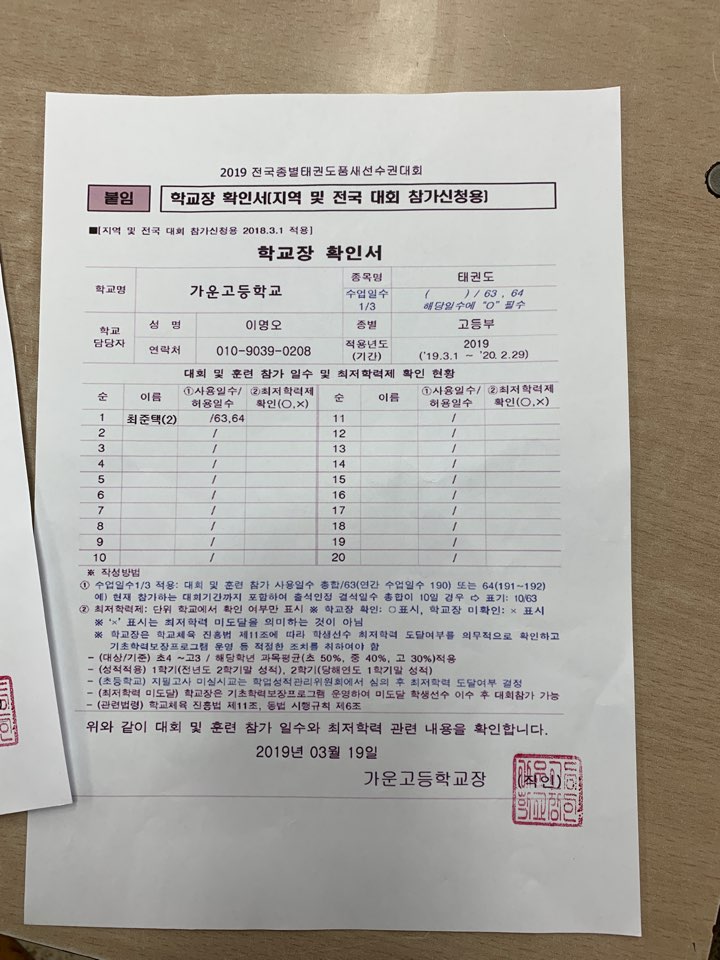 2019 전국종별태권도품새선수권대회
붙임 학교장 확인서(지역 및 전국 대회 참가신청용)
■[지역 및 전국 대회 참가신청용 2018.3.1 적용]
학교장 확인서
학교명 가운고등학교 종목명 태권도
수업일수 1/3 ( ) / 63 , 64
해당일수에 "O" 필수
학교 담당자 성 명 이명오 종별 고등부
연락처 010-9039-0208 적용년도 (기간) 2019 ('19.3.1 ~ '20.2.29)
대회 및 훈련 참가 일수 및 최저학력제 확인 현황
순 이름 ①사용일수/허용일수 ②최저학력제 확인(○,×) 순 이름 ①사용일수/허용일수 ②최저학력제 확인(○,×)
1 최준택(2) /63,64 11 /
2 / 12 /
3 / 13 /
4 / 14 /
5 / 15 /
6 / 16 /
7 / 17 /
8 / 18 /
9 / 19 /
10 / 20 /
※ 작성방법
① 수업일수1/3 적용: 대회 및 훈련 참가 사용일수 총합/63(연간 수업일수 190) 또는 64(191~192)
예) 현재 참가하는 대회기간까지 포함하여 출석인정 결석일수 총합이 10일 경우 ⇨ 표기: 10/63
② 최저학력제: 단위 학교에서 확인 여부만 표시 ※ 학교장 확인: ○표시, 학교장 미확인: × 표시
※ '×' 표시는 최저학력 미도달을 의미하는 것이 아님
※ 학교장은 학교체육 진흥법 제11조에 따라 학생선수 최저학력 도달여부를 의무적으로 확인하고
기초학력보장프로그램 운영 등 적절한 조치를 취하여야 함
- (대상/기준) 초4 ~고3 / 해당학년 과목평균(초 50%, 중 40%, 고 30%)적용
- (성적적용) 1학기(전년도 2학기말 성적), 2학기(당해연도 1학기말 성적)
- (초등학교) 지필고사 미실시교는 학업성적관리위원회에서 심의 후 최저학력 도달여부 결정
- (최저학력 미도달) 학교장은 기초학력보장프로그램 운영하여 미도달 학생선수 이수 후 대회참가 가능
- (관련법령) 학교체육 진흥법 제11조, 동법 시행규칙 제6조
위와 같이 대회 및 훈련 참가 일수와 최저학력 관련 내용을 확인합니다.
2019년 03월 19일
가운고등학교장 (직인)